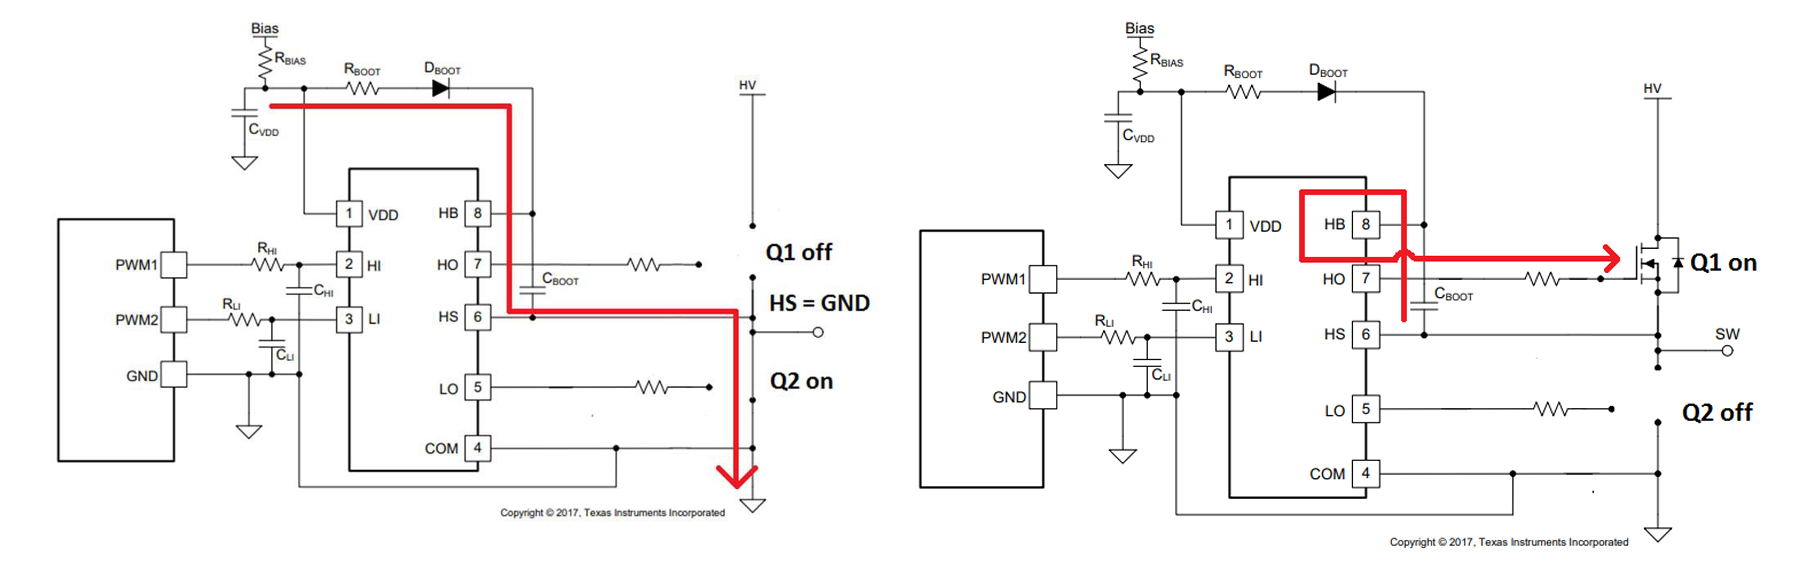 Bias
RBIAS
RBOOT
DBOOT
CVDD
HV
1 VDD
HB 8
Q1 off
PWM1
RHI
2 HI
HO 7
CHI
CBOOT
HS = GND
RLI
PWM2
3 LI
HS 6
CLI
GND
Q2 on
LO 5
COM 4
Copyright © 2017, Texas Instruments Incorporated
Bias
RBIAS
RBOOT
DBOOT
CVDD
HV
1 VDD
HB 8
Q1 on
RHI
PWM1
2 HI
HO 7
CHI
CBOOT
RLI
PWM2
3 LI
HS 6
SW
CLI
GND
LO 5
Q2 off
COM 4
Copyright © 2017, Texas Instruments Incorporated